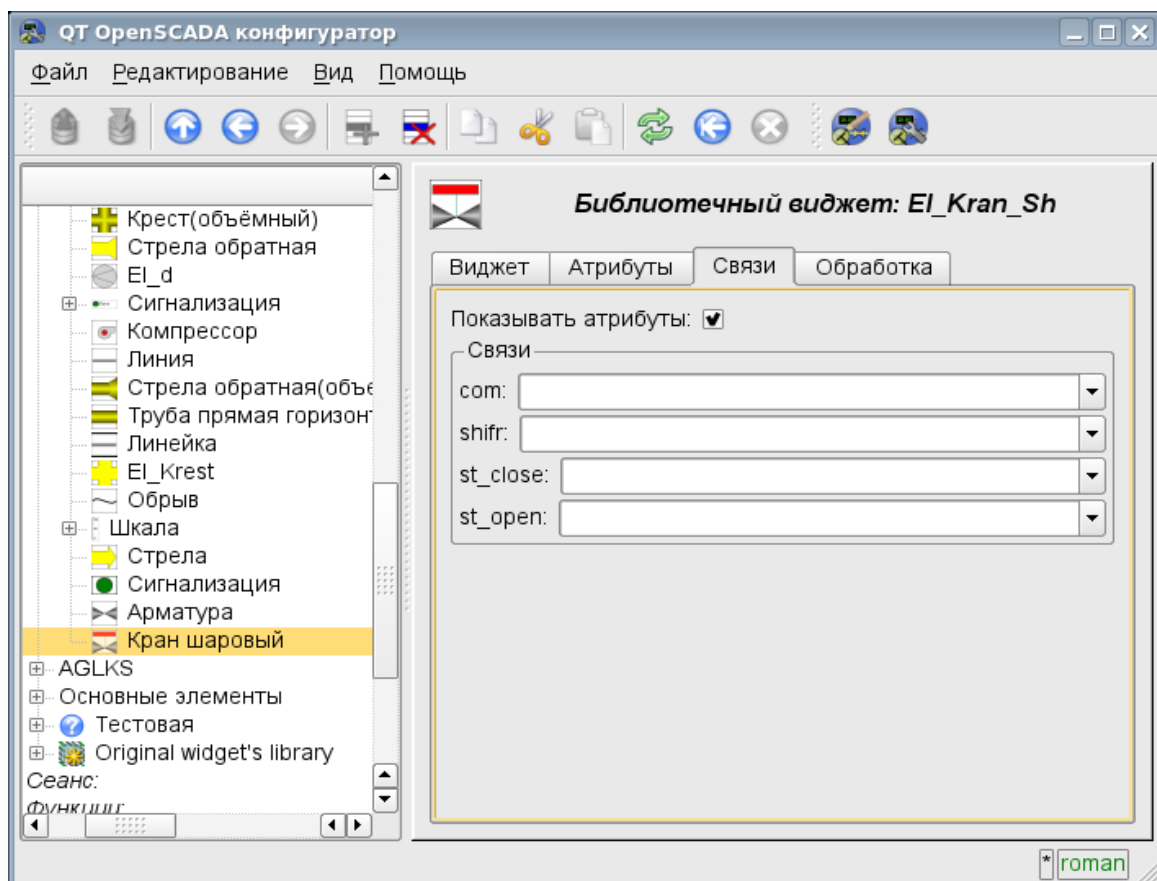 QT OpenSCADA конфигуратор
Файл Редактирование Вид Помощь
Крест(объёмный)
Стрела обратная
El_d
Сигнализация
Компрессор
Линия
Стрела обратная(объё
Труба прямая горизонт
Линейка
El_Krest
Обрыв
Шкала
Стрела
Сигнализация
Арматура
Кран шаровый
AGLKS
Основные элементы
Тестовая
Original widget's library
Сеанс:
Функции:
Библиотечный виджет: El_Kran_Sh
Виджет Атрибуты Связи Обработка
Показывать атрибуты:
Связи
com:
shifr:
st_close:
st_open:
* roman